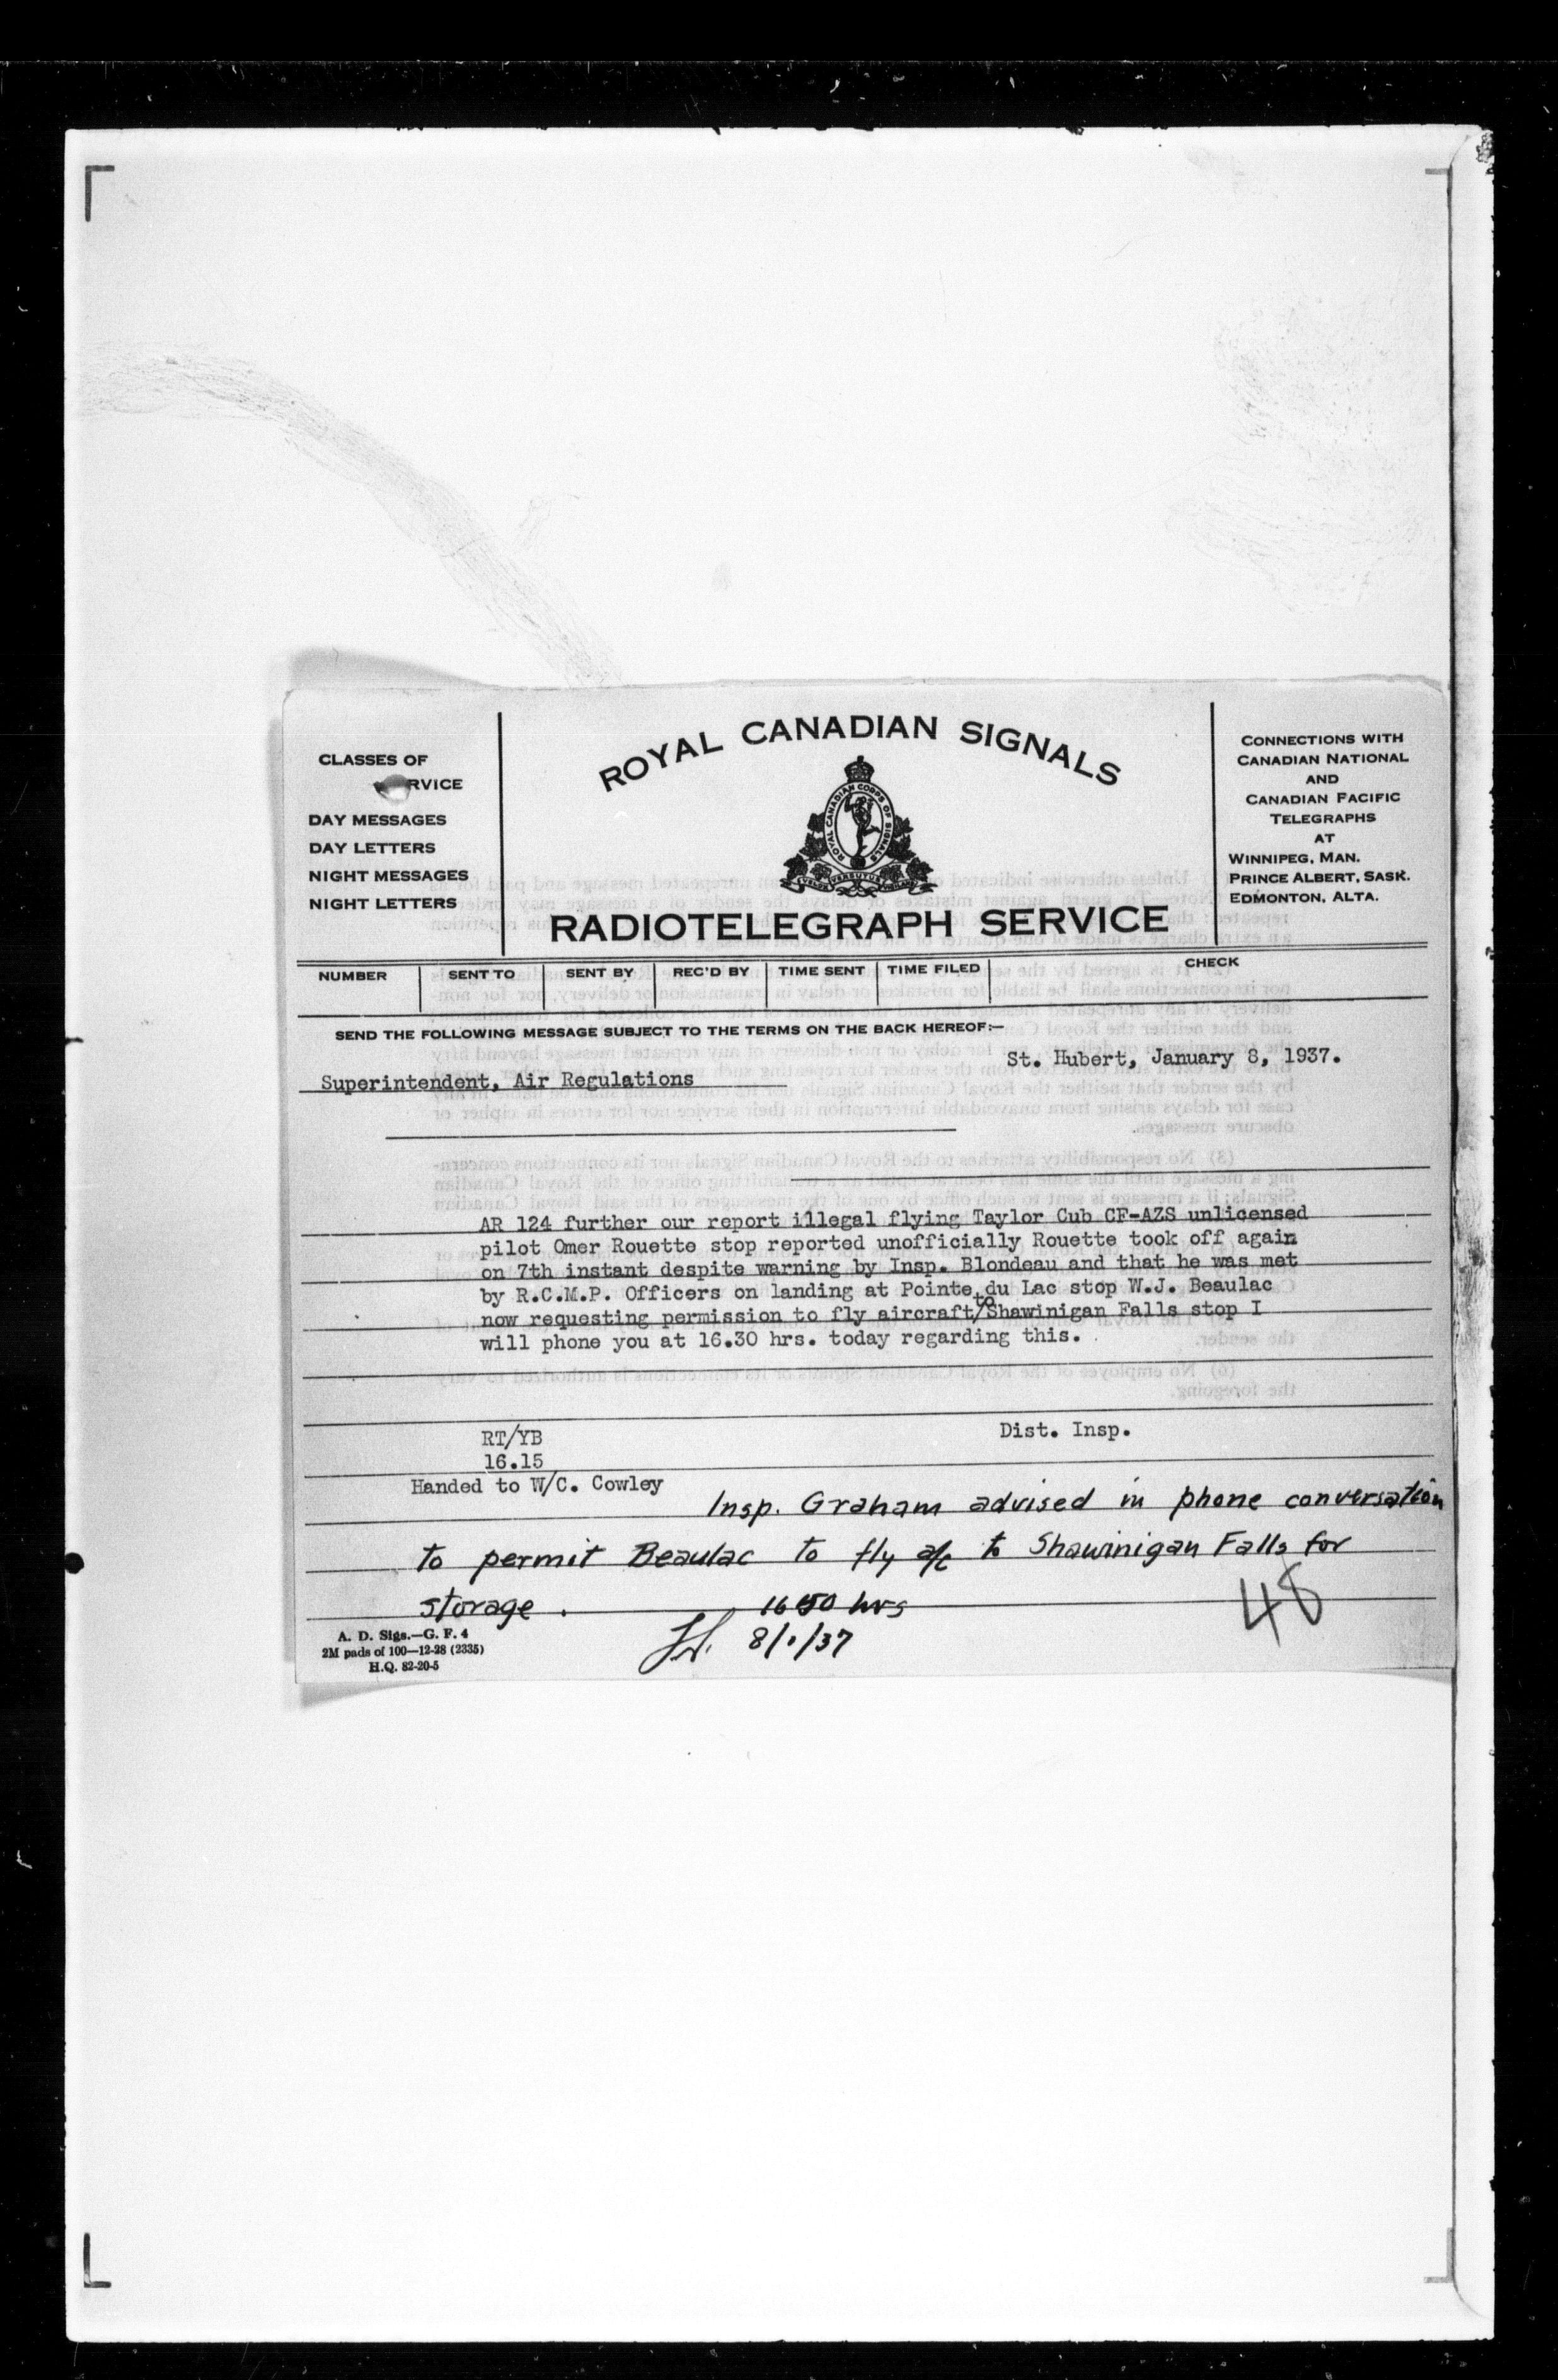 CLASSES OF
RVICE
DAY MESSAGES
DAY LETTERS
NIGHT MESSAGES
NIGHT LETTERS
ROYAL CANADIAN SIGNALS
ROYAL CANADIAN CORPS OF SIGNALS
RADIOTELEGRAPH SERVICE
CONNECTIONS WITH
CANADIAN NATIONAL
AND
CANADIAN PACIFIC
TELEGRAPHS
AT
WINNIPEG, MAN.
PRINCE ALBERT, SASK.
EDMONTON, ALTA.
NUMBER SENT TO SENT BY REC'D BY TIME SENT TIME FILED CHECK
SEND THE FOLLOWING MESSAGE SUBJECT TO THE TERMS ON THE BACK HEREOF:—
St. Hubert, January 8, 1937.
Superintendent, Air Regulations
AR 124 further our report illegal flying Taylor Cub CF-AZS unlicensed
pilot Omer Rouette stop reported unofficially Rouette took off again
on 7th instant despite warning by Insp. Blondeau and that he was met
by R.C.M.P. Officers on landing at Pointe du Lac stop W.J. Beaulac
now requesting permission to fly aircraft/to Shawinigan Falls stop I
will phone you at 16.30 hrs. today regarding this.
RT/YB
16.15
Dist. Insp.
Handed to W/C. Cowley
Insp. Graham advised in phone conversation
to permit Beaulac to fly a/c to Shawinigan Falls for
storage. 1650 hrs
8/1/37
48
A. D. Sigs.—G. F. 4
2M pads of 100—12-28 (2335)
H.Q. 82-20-5